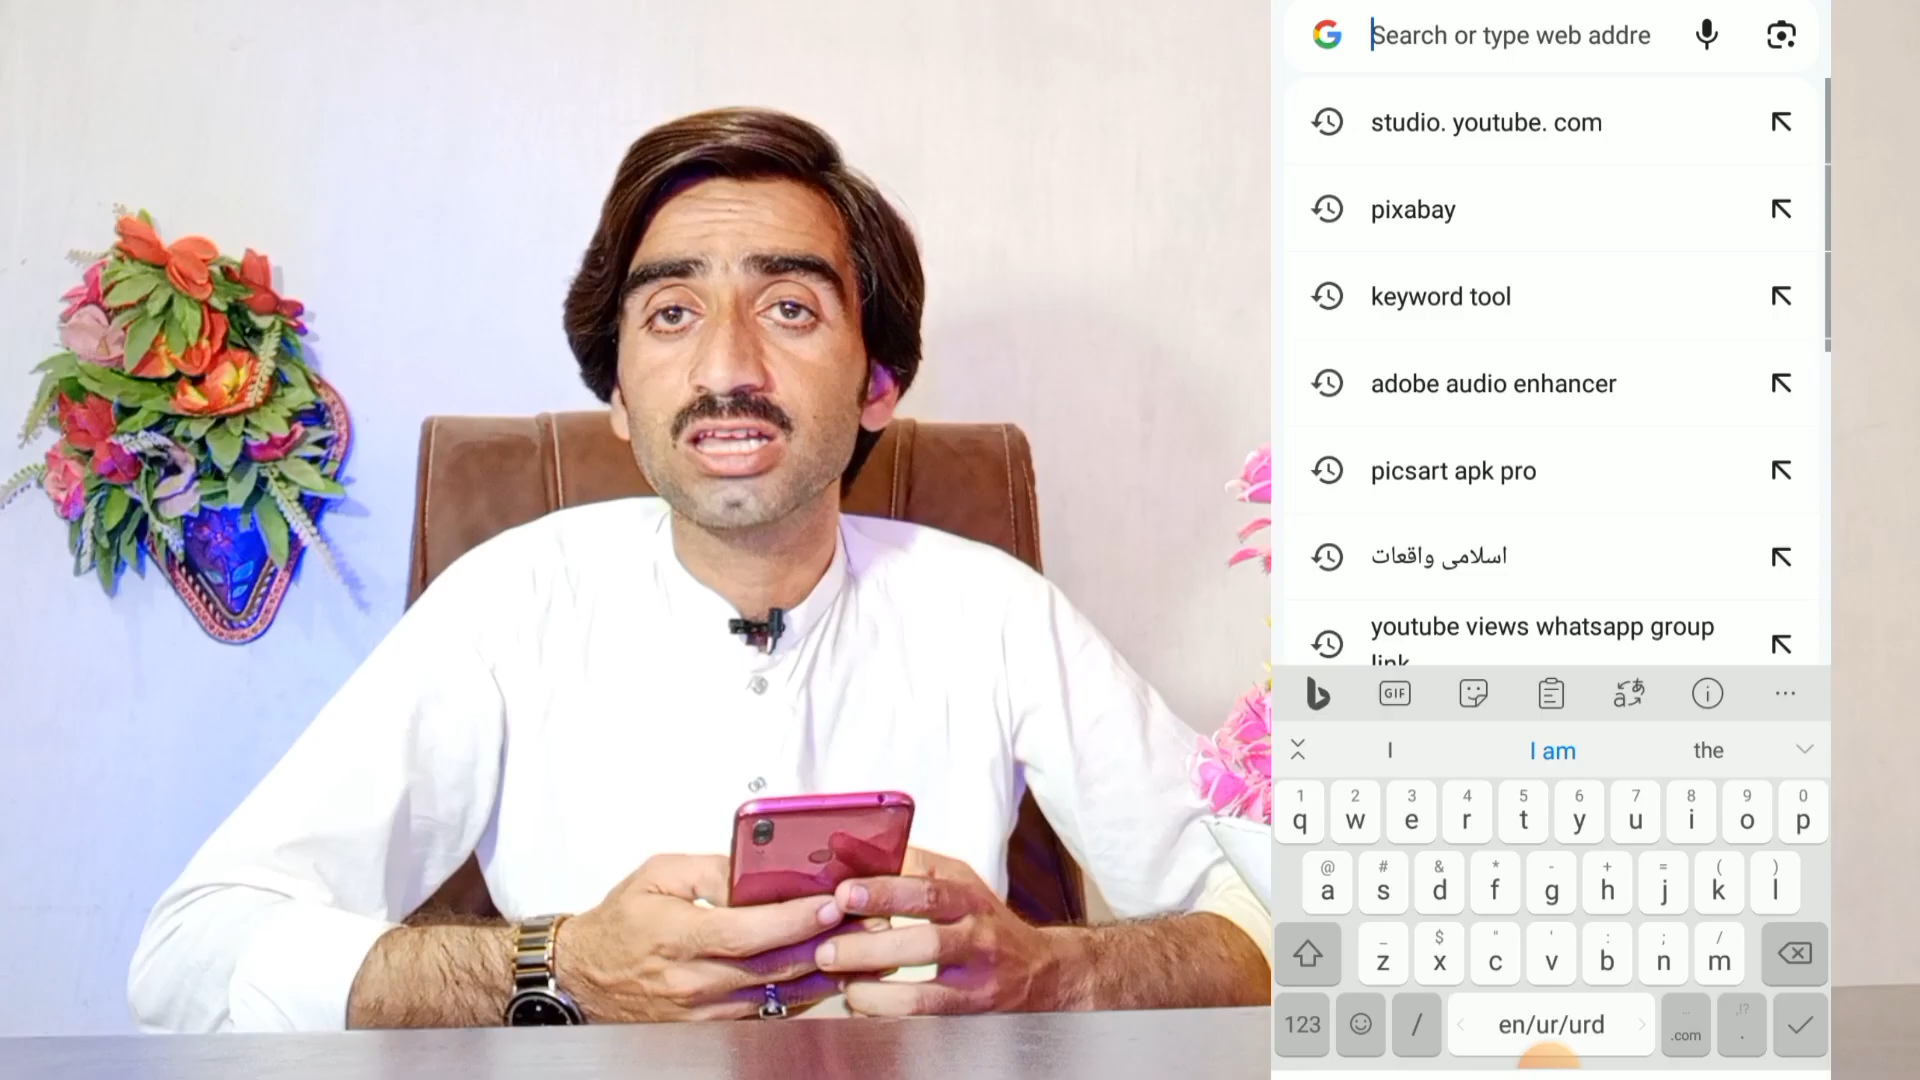 Search or type web addre
studio. youtube. com
pixabay
keyword tool
adobe audio enhancer
picsart apk pro
اسلامی واقعات
youtube views whatsapp group
link
GIF
I
I am
the
1 2 3 4 5 6 7 8 9 0
q w e r t y u i o p
@ # & * - + = ( )
a s d f g h j k l
_ $ " ' : ; /
z x c v b n m
123
/
en/ur/urd
.com
,!?
.